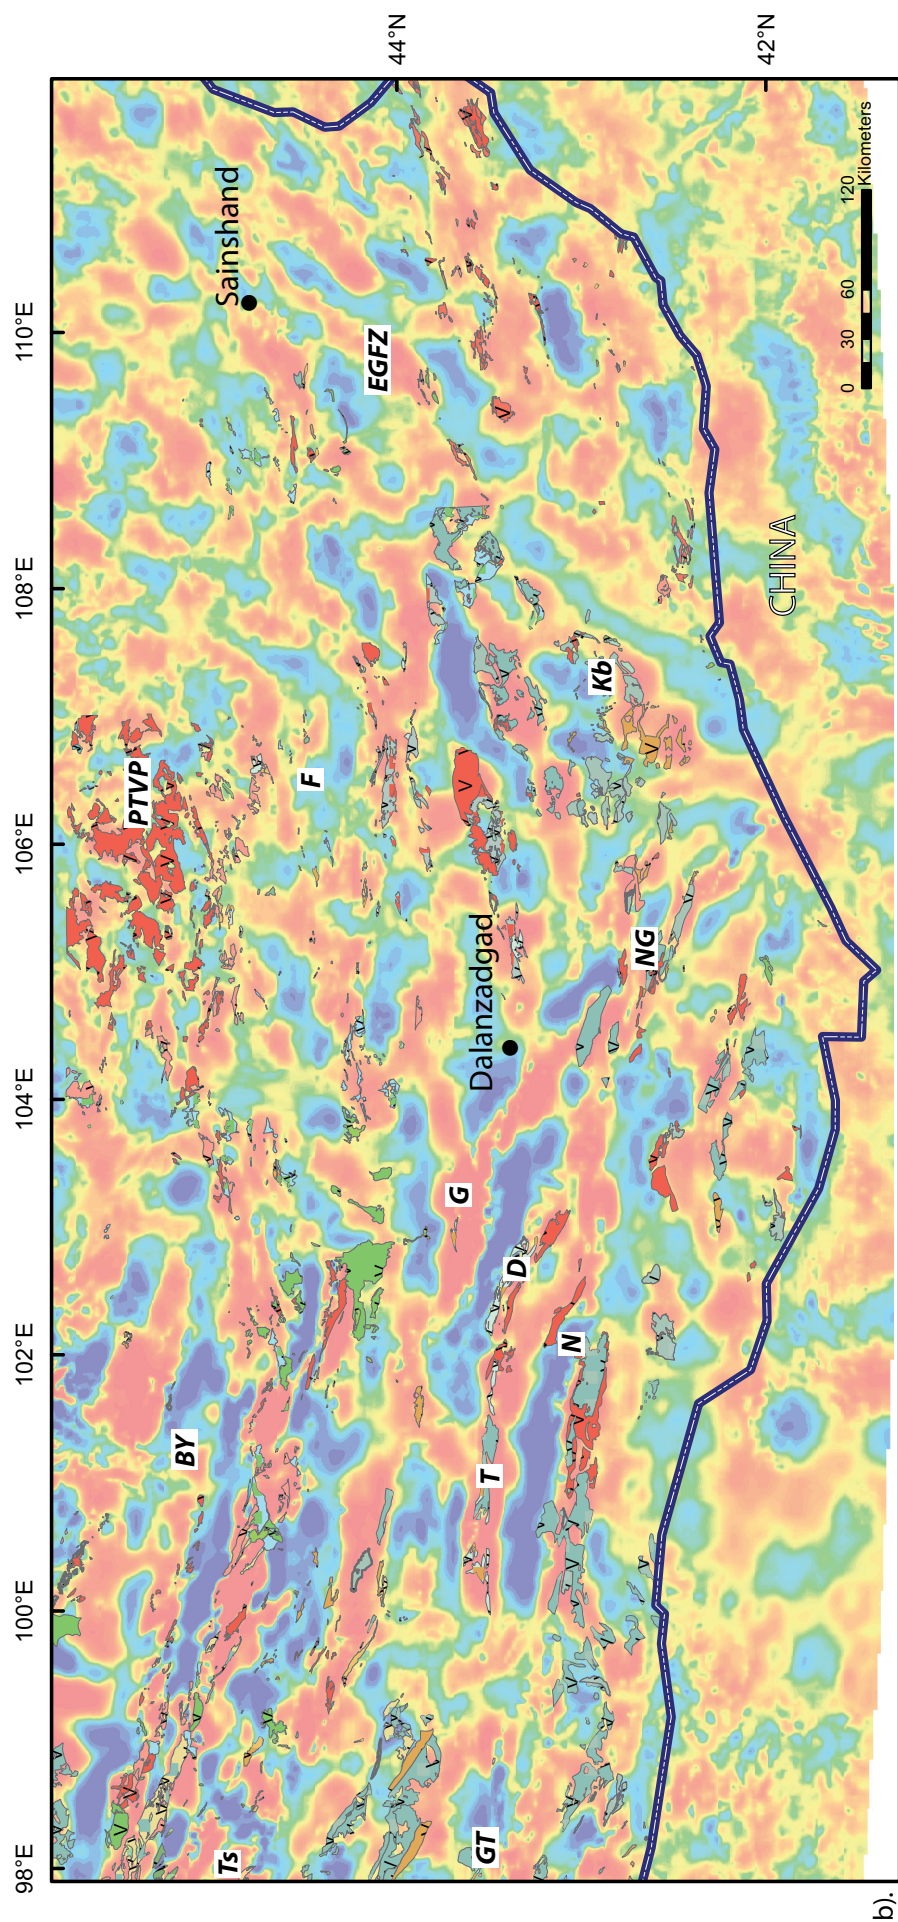 98°E
100°E
102°E
104°E
106°E
108°E
110°E
44°N
42°N
Sainshand
EGFZ
PTVP
F
Kb
Dalanzadgad
NG
G
D
N
T
BY
Ts
GT
CHINA
0 30 60 120
Kilometers
b).